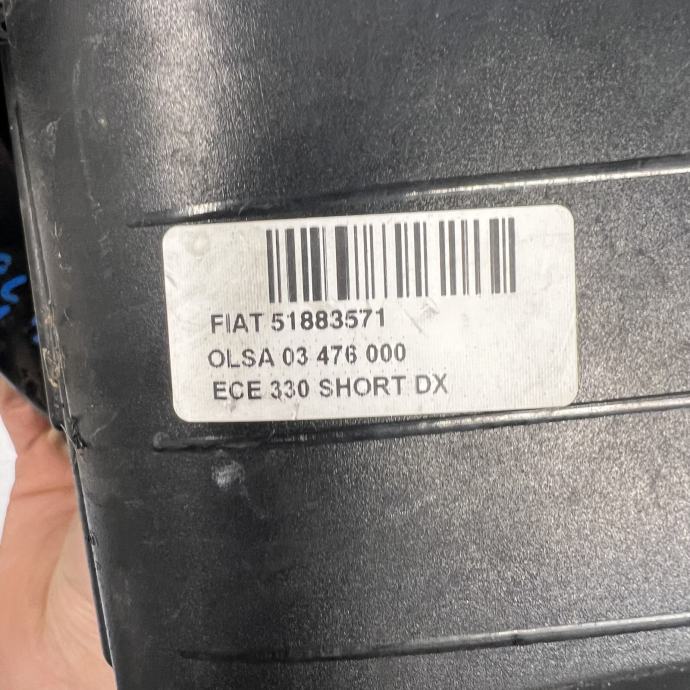 FIAT 51883571
OLSA 03 476 000
ECE 330 SHORT DX